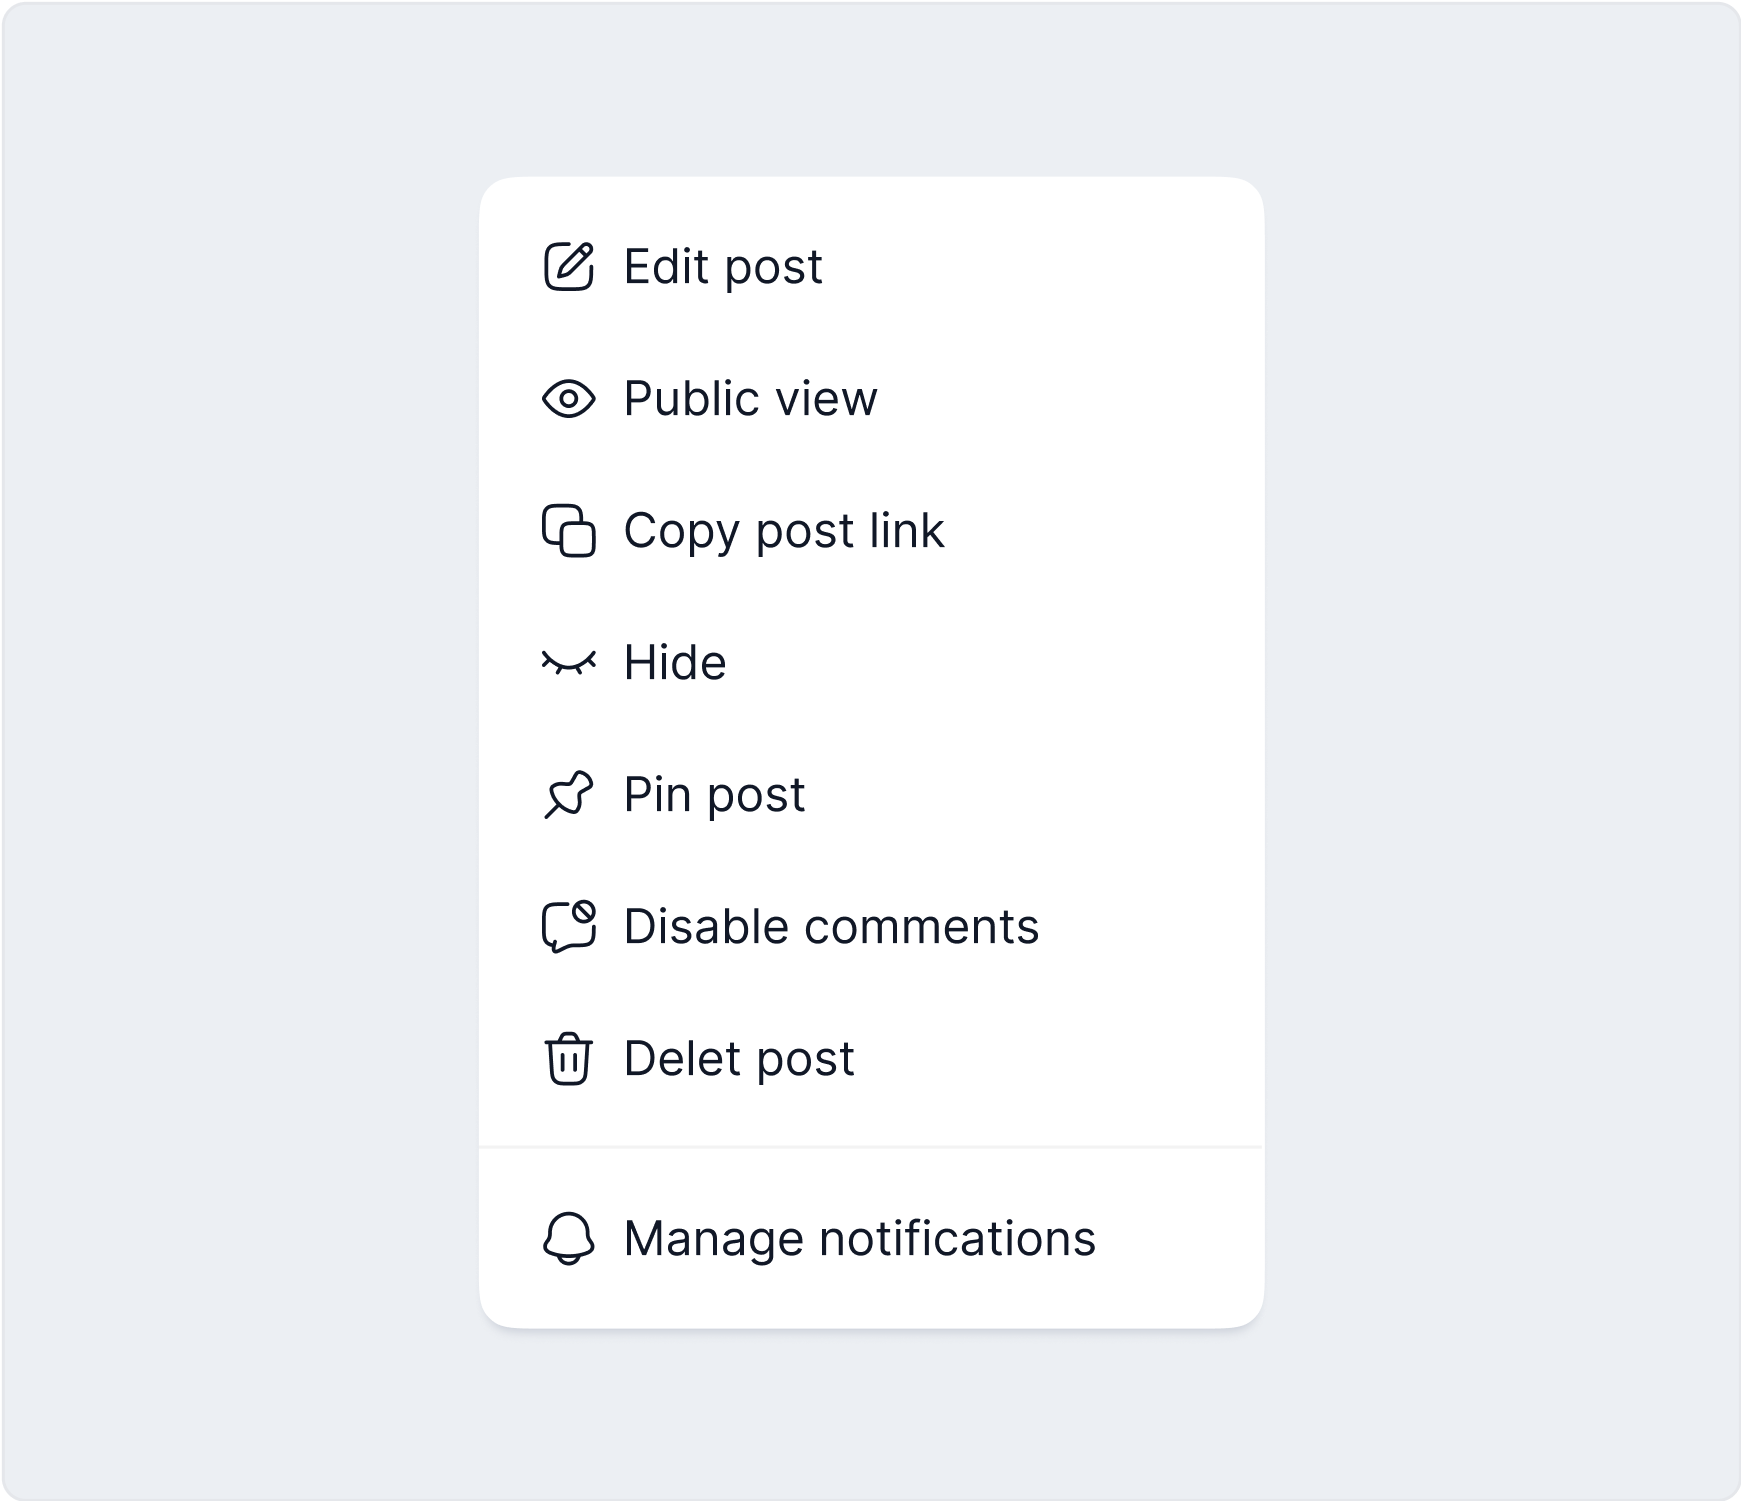 Edit post
Public view
Copy post link
Hide
Pin post
Disable comments
Delet post
Manage notifications